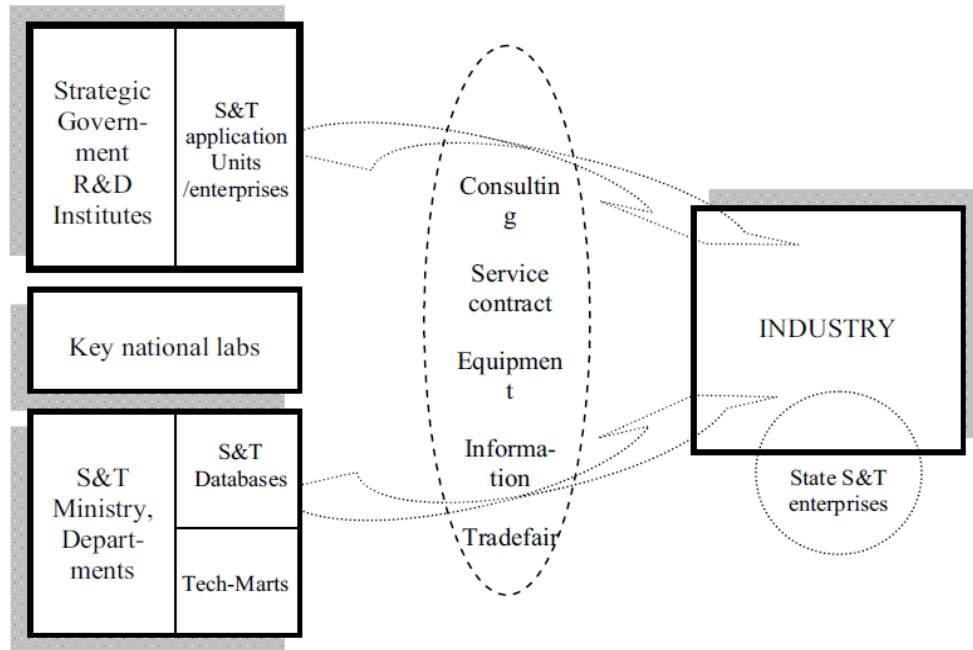 Strategic
Govern-
ment
R&D
Institutes
S&T
application
Units
/enterprises
Key national labs
S&T
Ministry,
Depart-
ments
S&T
Databases
Tech-Marts
Consultin
g
Service
contract
Equipmen
t
Informa-
tion
Tradefair
INDUSTRY
State S&T
enterprises